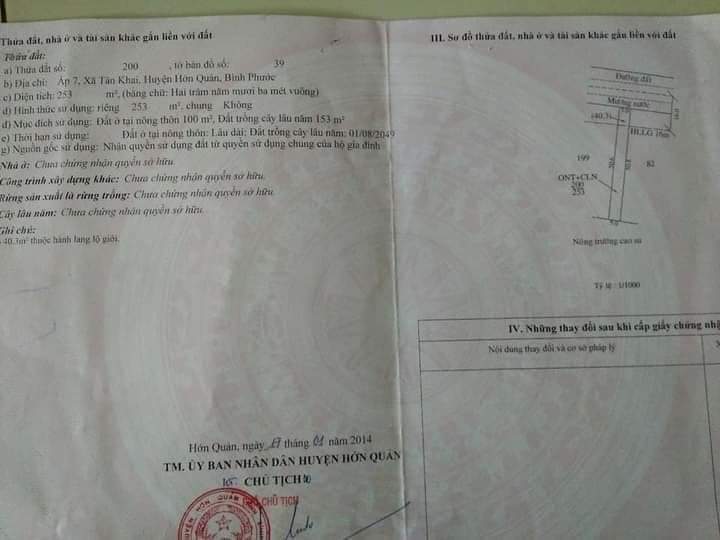 Thửa đất, nhà ở và tài sản khác gắn liền với đất
Thửa đất:
a) Thửa đất số: 200 , tờ bản đồ số: 39
b) Địa chỉ: Ấp 7, Xã Tân Khai, Huyện Hớn Quản, Bình Phước
c) Diện tích: 253 m², (bằng chữ: Hai trăm năm mươi ba mét vuông)
d) Hình thức sử dụng: riêng 253 m², chung Không
đ) Mục đích sử dụng: Đất ở tại nông thôn 100 m², Đất trồng cây lâu năm 153 m²
e) Thời hạn sử dụng: Đất ở tại nông thôn: Lâu dài: Đất trồng cây lâu năm: 01/08/2049
g) Nguồn gốc sử dụng: Nhận quyền sử dụng đất từ quyền sử dụng chung của hộ gia đình
Nhà ở: Chưa chứng nhận quyền sở hữu.
Công trình xây dựng khác: Chưa chứng nhận quyền sở hữu.
Rừng sản xuất là rừng trồng: Chưa chứng nhận quyền sở hữu.
Cây lâu năm: Chưa chứng nhận quyền sở hữu.
Ghi chú:
40.3m² thuộc hành lang lộ giới.
Hớn Quản, ngày 17 tháng 01 năm 2014
TM. ỦY BAN NHÂN DÂN HUYỆN HỚN QUẢN
CHỦ TỊCH
CHỦ TỊCH
III. Sơ đồ thửa đất, nhà ở và tài sản khác gắn liền với đất
Đường đất
Mương nước
(40.3)
HLLG 16m
199
82
ONT+CLN
200
253
Nông trường cao su
Tỷ lệ : 1/1000
IV. Những thay đổi sau khi cấp giấy chứng nhậ
Nội dung thay đổi và cơ sở pháp lý